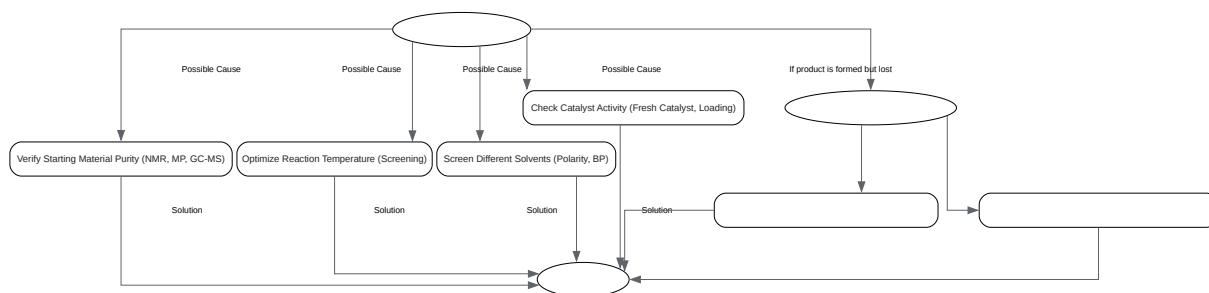 Possible Cause
Possible Cause
Possible Cause
Possible Cause
If product is formed but lost
Check Catalyst Activity (Fresh Catalyst, Loading)
Verify Starting Material Purity (NMR, MP, GC-MS)
Optimize Reaction Temperature (Screening)
Screen Different Solvents (Polarity, BP)
Solution
Solution
Solution
Solution